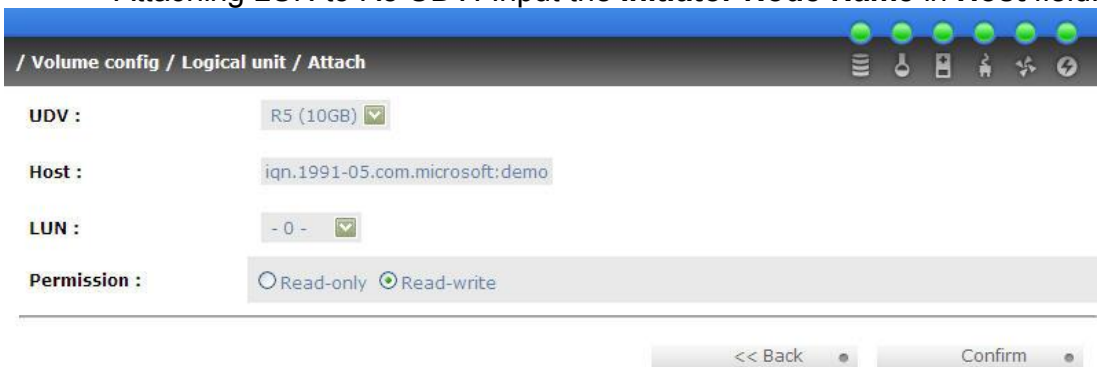 Attaching LUN to R5 UDV. Input the Initiator Node Name in Host field.
/ Volume config / Logical unit / Attach
UDV : R5 (10GB)
Host : iqn.1991-05.com.microsoft:demo
LUN : - 0 -
Permission : Read-only Read-write
<< Back Confirm